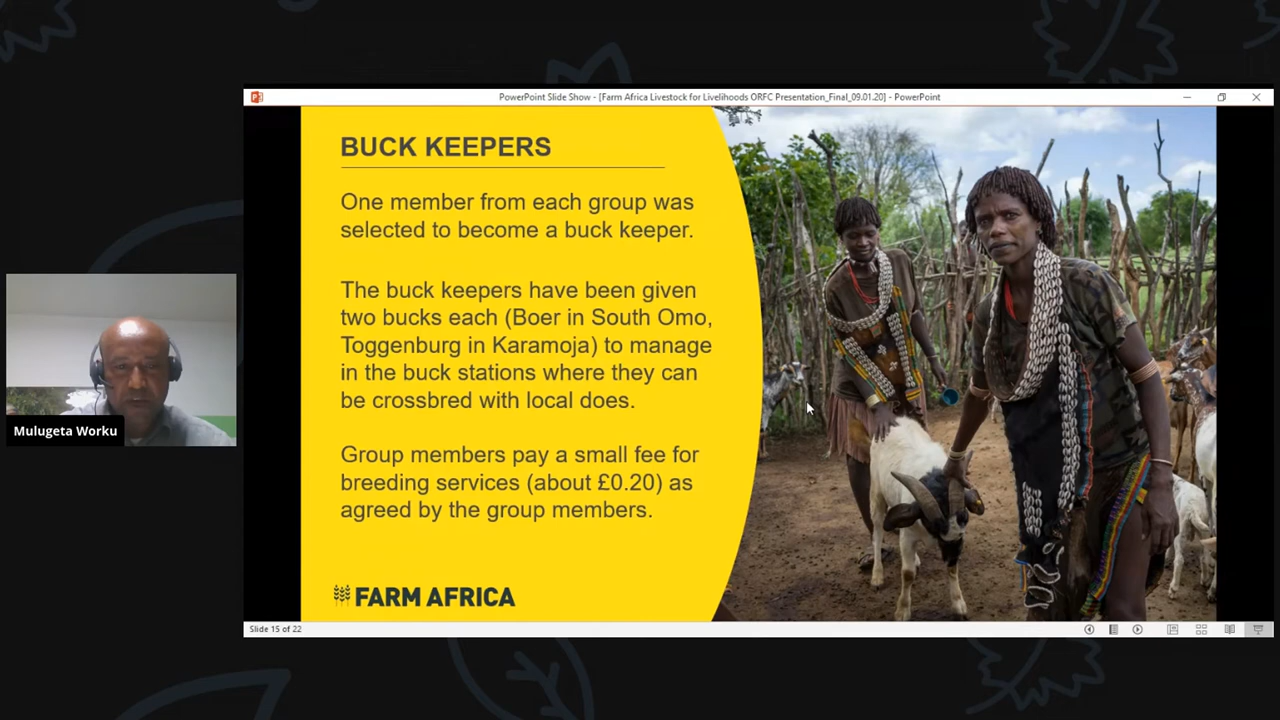 PowerPoint Slide Show - [Farm Africa Livestock for Livelihoods ORFC Presentation_Final_09.01.20] - PowerPoint
BUCK KEEPERS
One member from each group was
selected to become a buck keeper.
The buck keepers have been given
two bucks each (Boer in South Omo,
Toggenburg in Karamoja) to manage
in the buck stations where they can
be crossbred with local does.
Group members pay a small fee for
breeding services (about £0.20) as
agreed by the group members.
FARM AFRICA
Slide 15 of 22
Mulugeta Worku